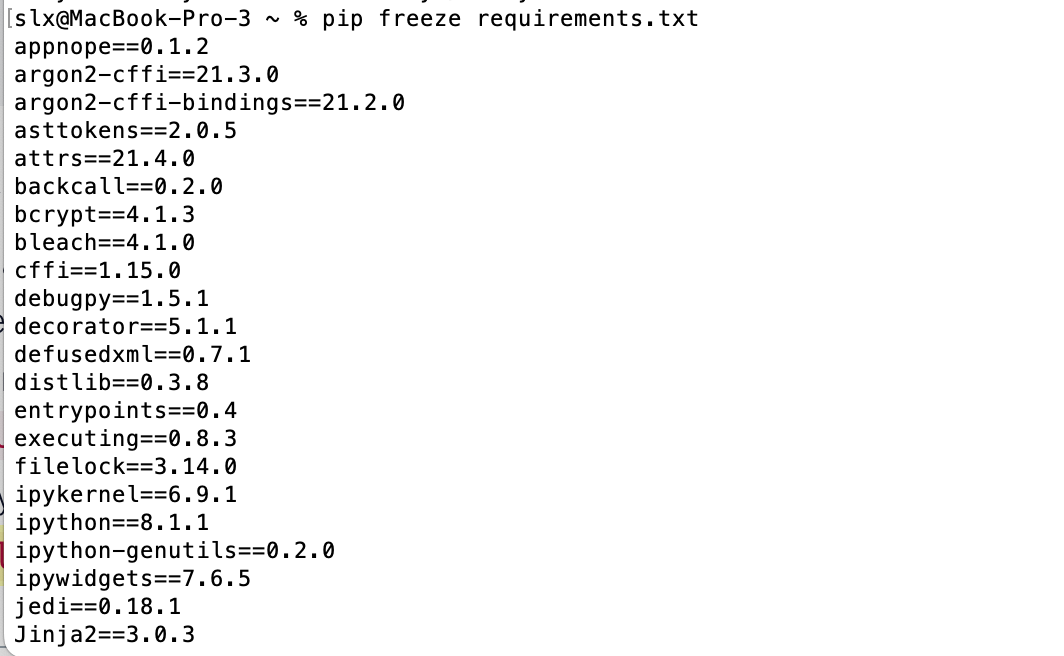 [slx@MacBook-Pro-3 ~ % pip freeze requirements.txt
appnope==0.1.2
argon2-cffi==21.3.0
argon2-cffi-bindings==21.2.0
asttokens==2.0.5
attrs==21.4.0
backcall==0.2.0
bcrypt==4.1.3
bleach==4.1.0
cffi==1.15.0
debugpy==1.5.1
decorator==5.1.1
defusedxml==0.7.1
distlib==0.3.8
entrypoints==0.4
executing==0.8.3
filelock==3.14.0
ipykernel==6.9.1
ipython==8.1.1
ipython-genutils==0.2.0
ipywidgets==7.6.5
jedi==0.18.1
Jinja2==3.0.3